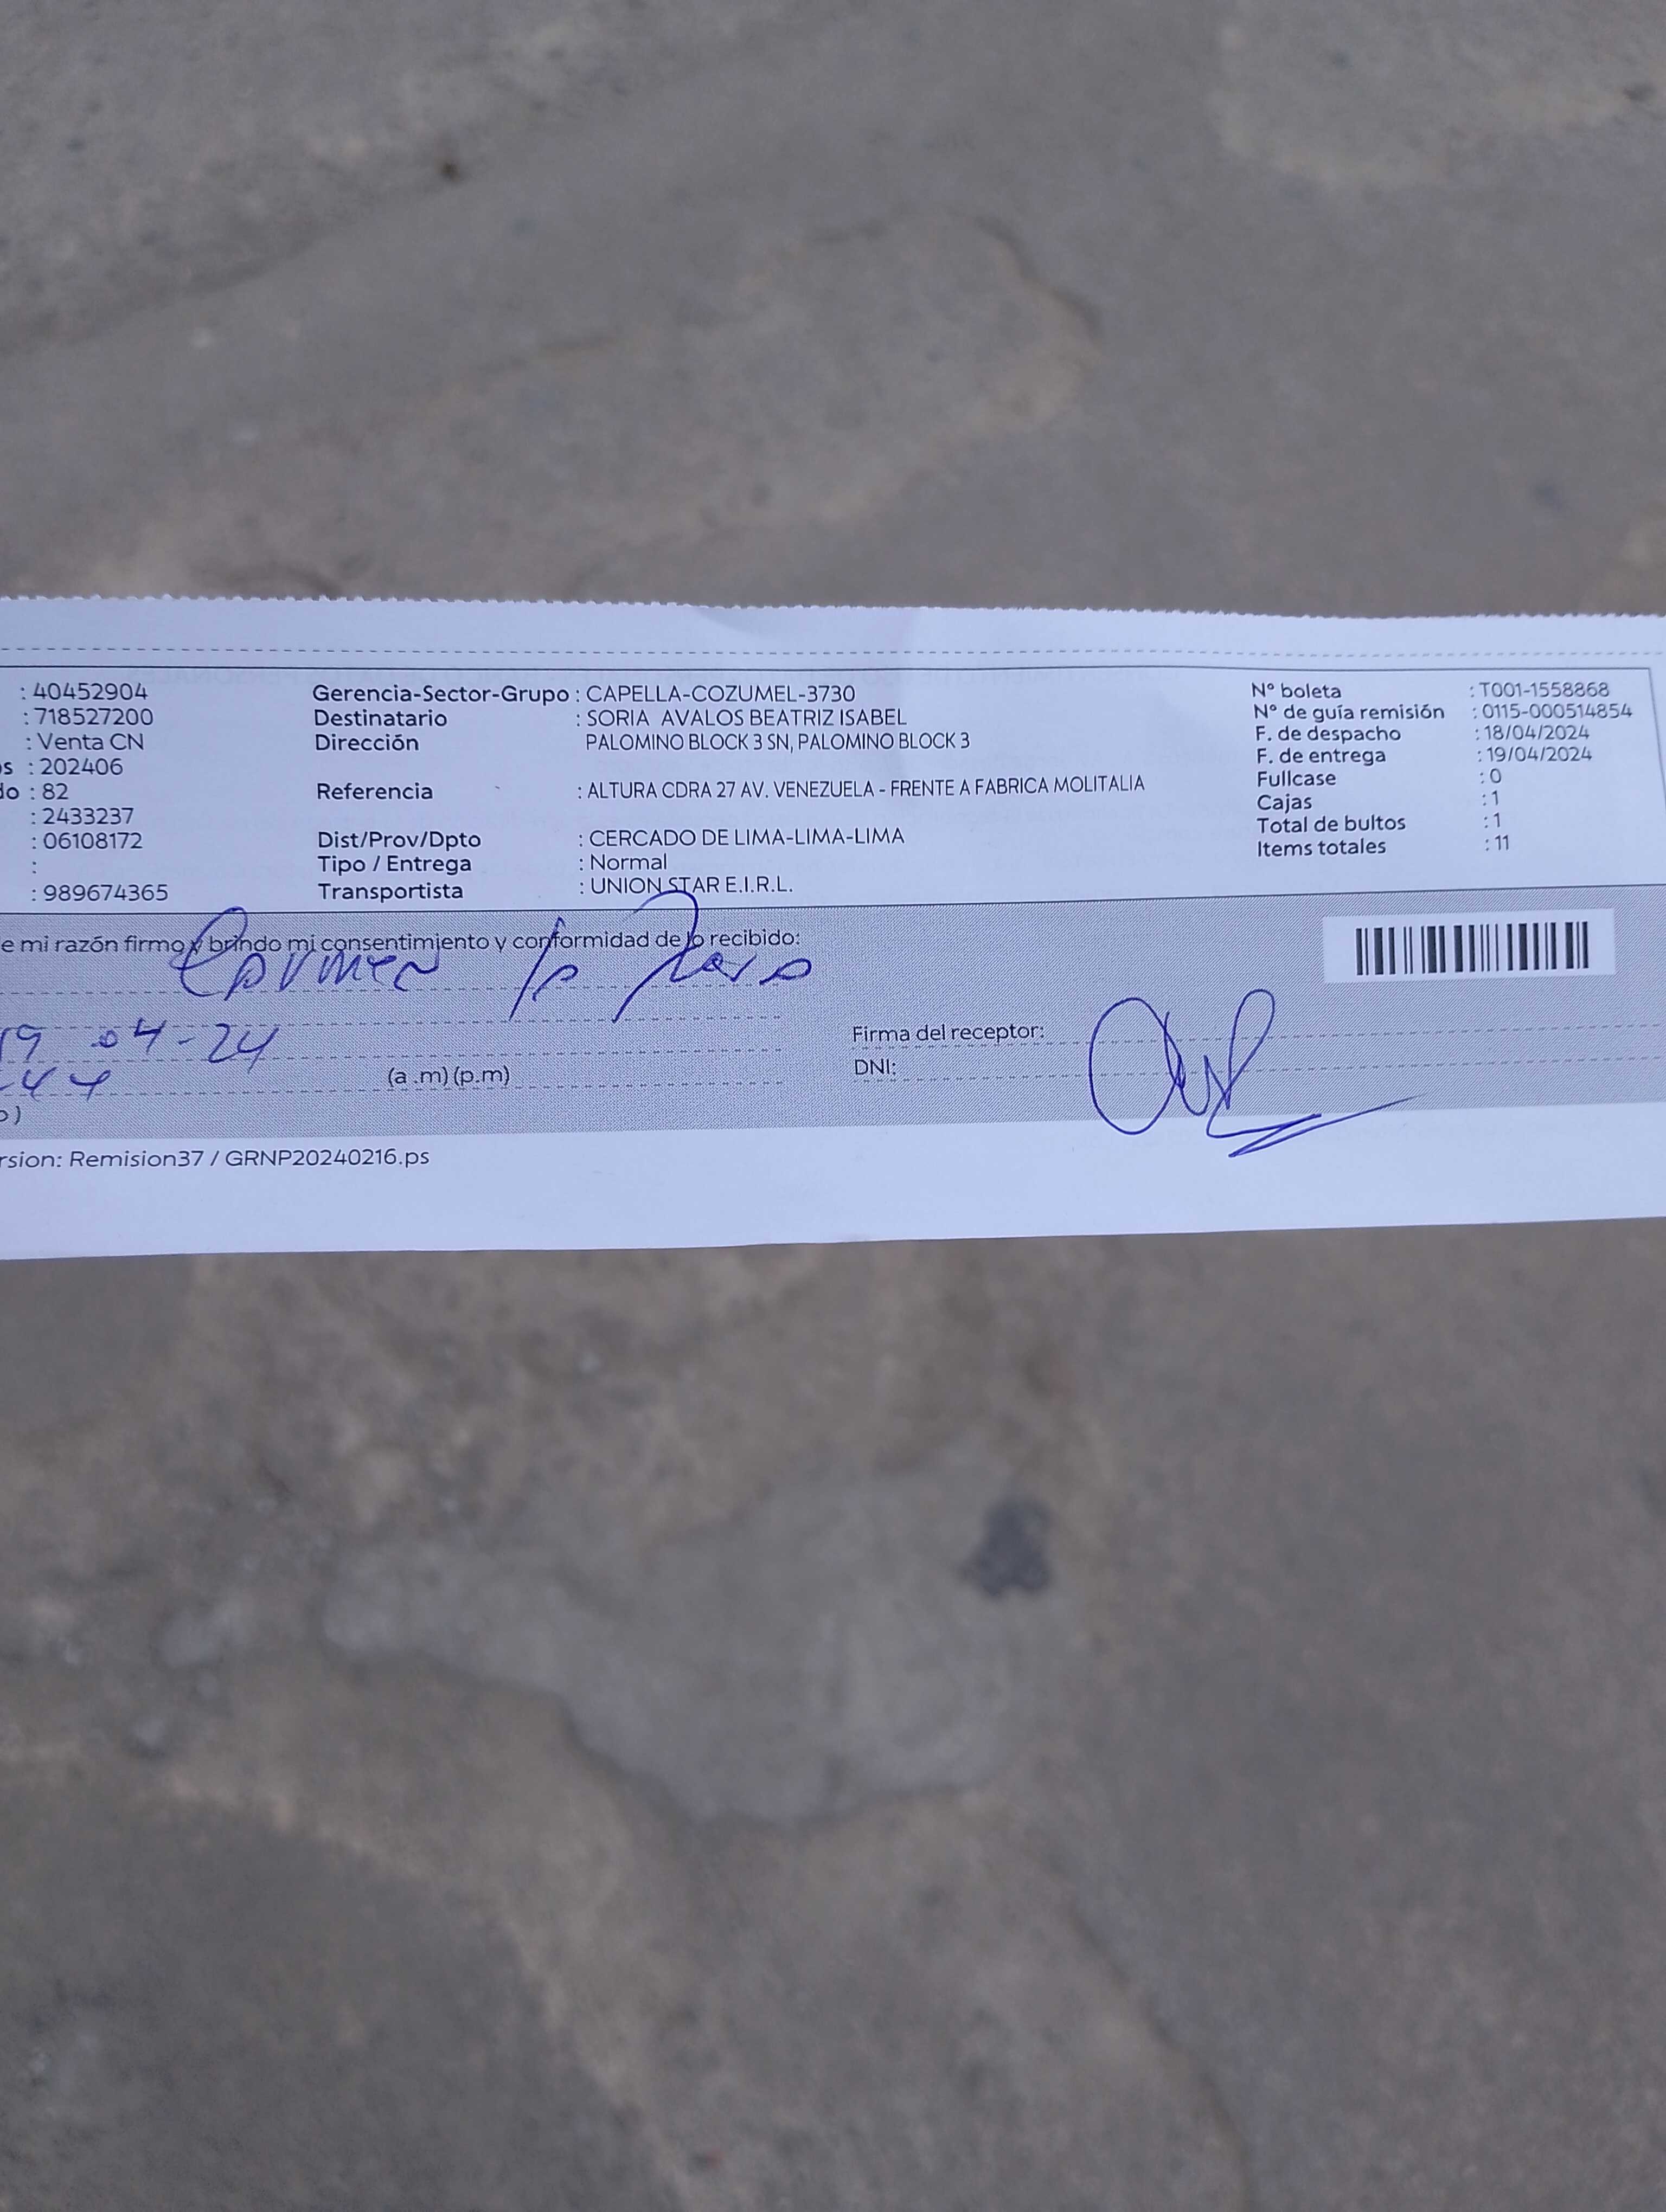 : 40452904 Gerencia-Sector-Grupo : CAPELLA-COZUMEL-3730 N° boleta : T001-1558868
: 718527200 Destinatario : SORIA AVALOS BEATRIZ ISABEL N° de guía remisión : 0115-000514854
: Venta CN Dirección PALOMINO BLOCK 3 SN, PALOMINO BLOCK 3 F. de despacho : 18/04/2024
s : 202406 F. de entrega : 19/04/2024
do : 82 Referencia : ALTURA CDRA 27 AV. VENEZUELA - FRENTE A FABRICA MOLITALIA Fullcase : 0
: 2433237 Cajas : 1
: 06108172 Dist/Prov/Dpto : CERCADO DE LIMA-LIMA-LIMA Total de bultos : 1
: Tipo / Entrega : Normal Items totales : 11
: 989674365 Transportista : UNION STAR E.I.R.L.
e mi razón firmo y brindo mi consentimiento y conformidad de lo recibido:
Carmen
19 04-24 Firma del receptor:
44 (a .m) (p.m) DNI:
o )
rsion: Remision37 / GRNP20240216.ps